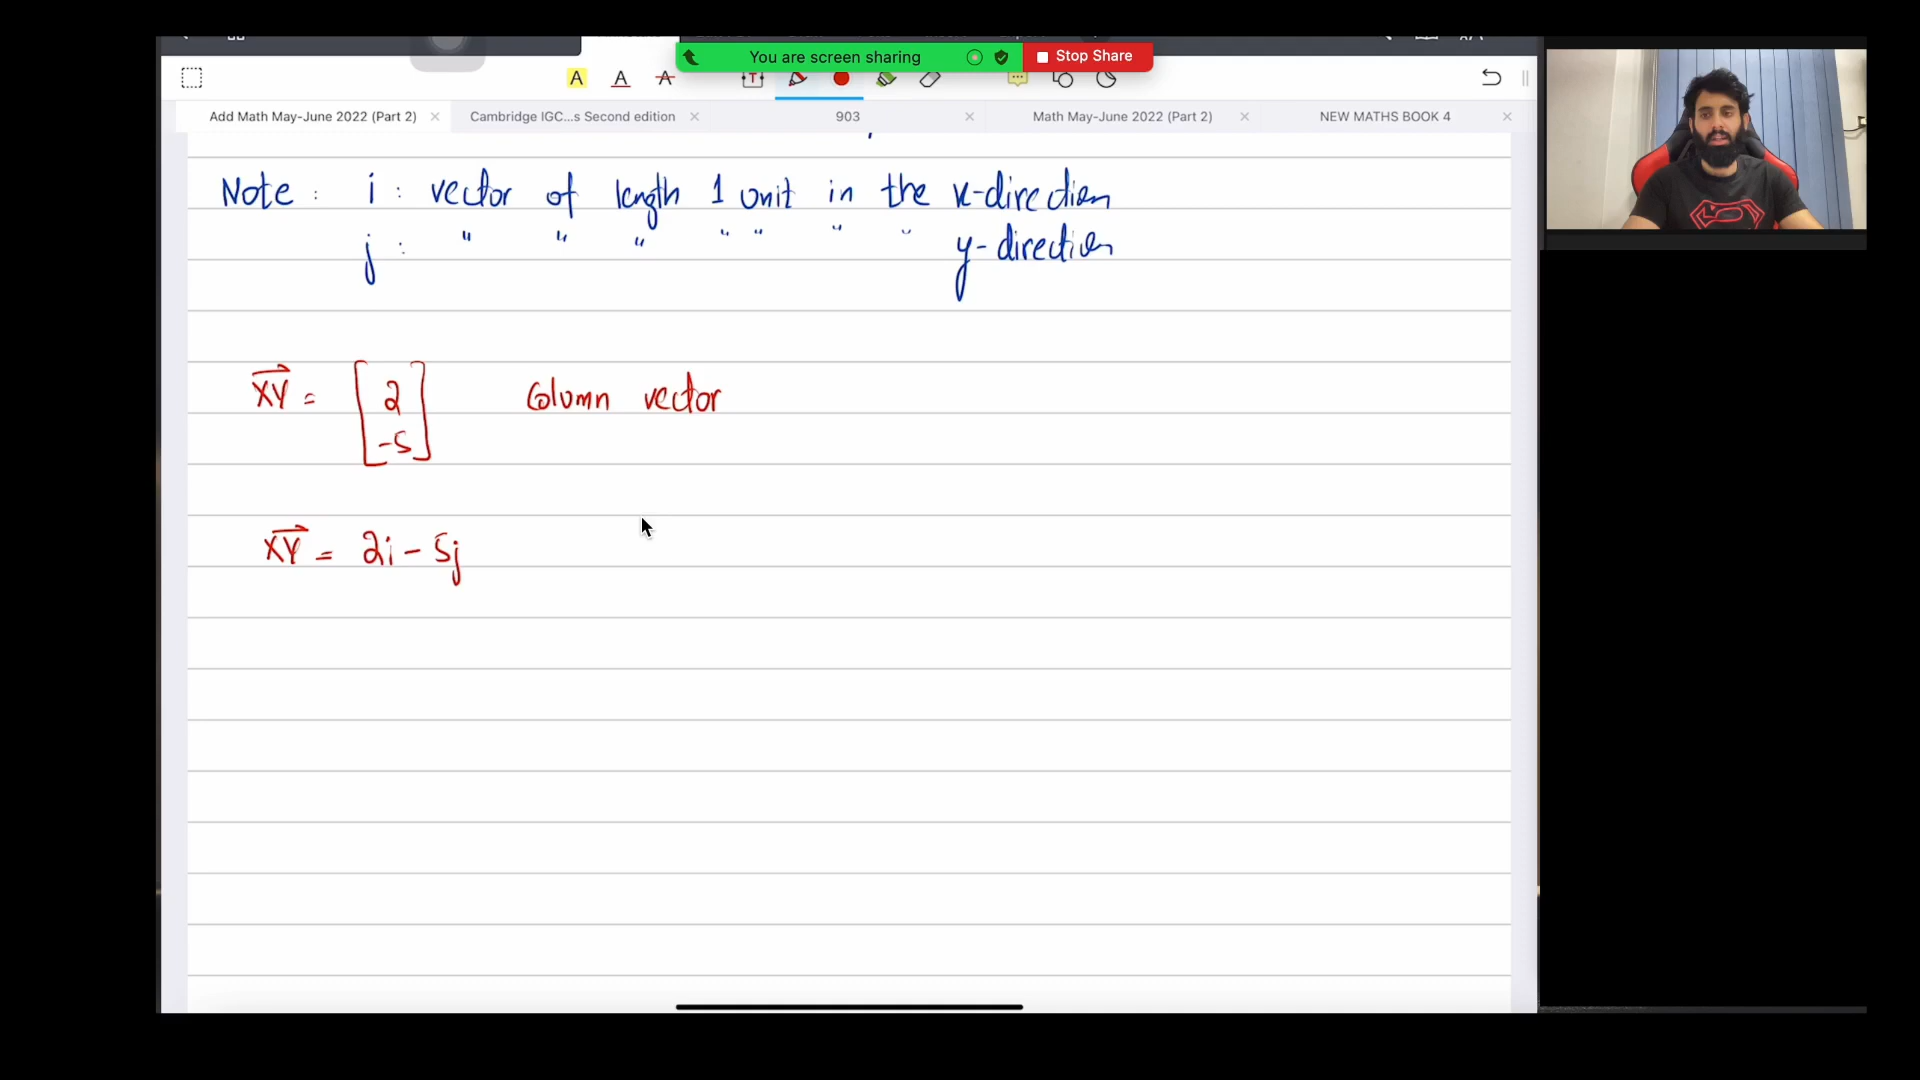 You are screen sharing Stop Share
Add Math May-June 2022 (Part 2) Cambridge IGC...s Second edition 903 Math May-June 2022 (Part 2) NEW MATHS BOOK 4
Note : i : vector of length 1 unit in the x-direction
j : " " " " " " " y-direction
XY = [2 -5] Column vector
XY = 2i - 5j